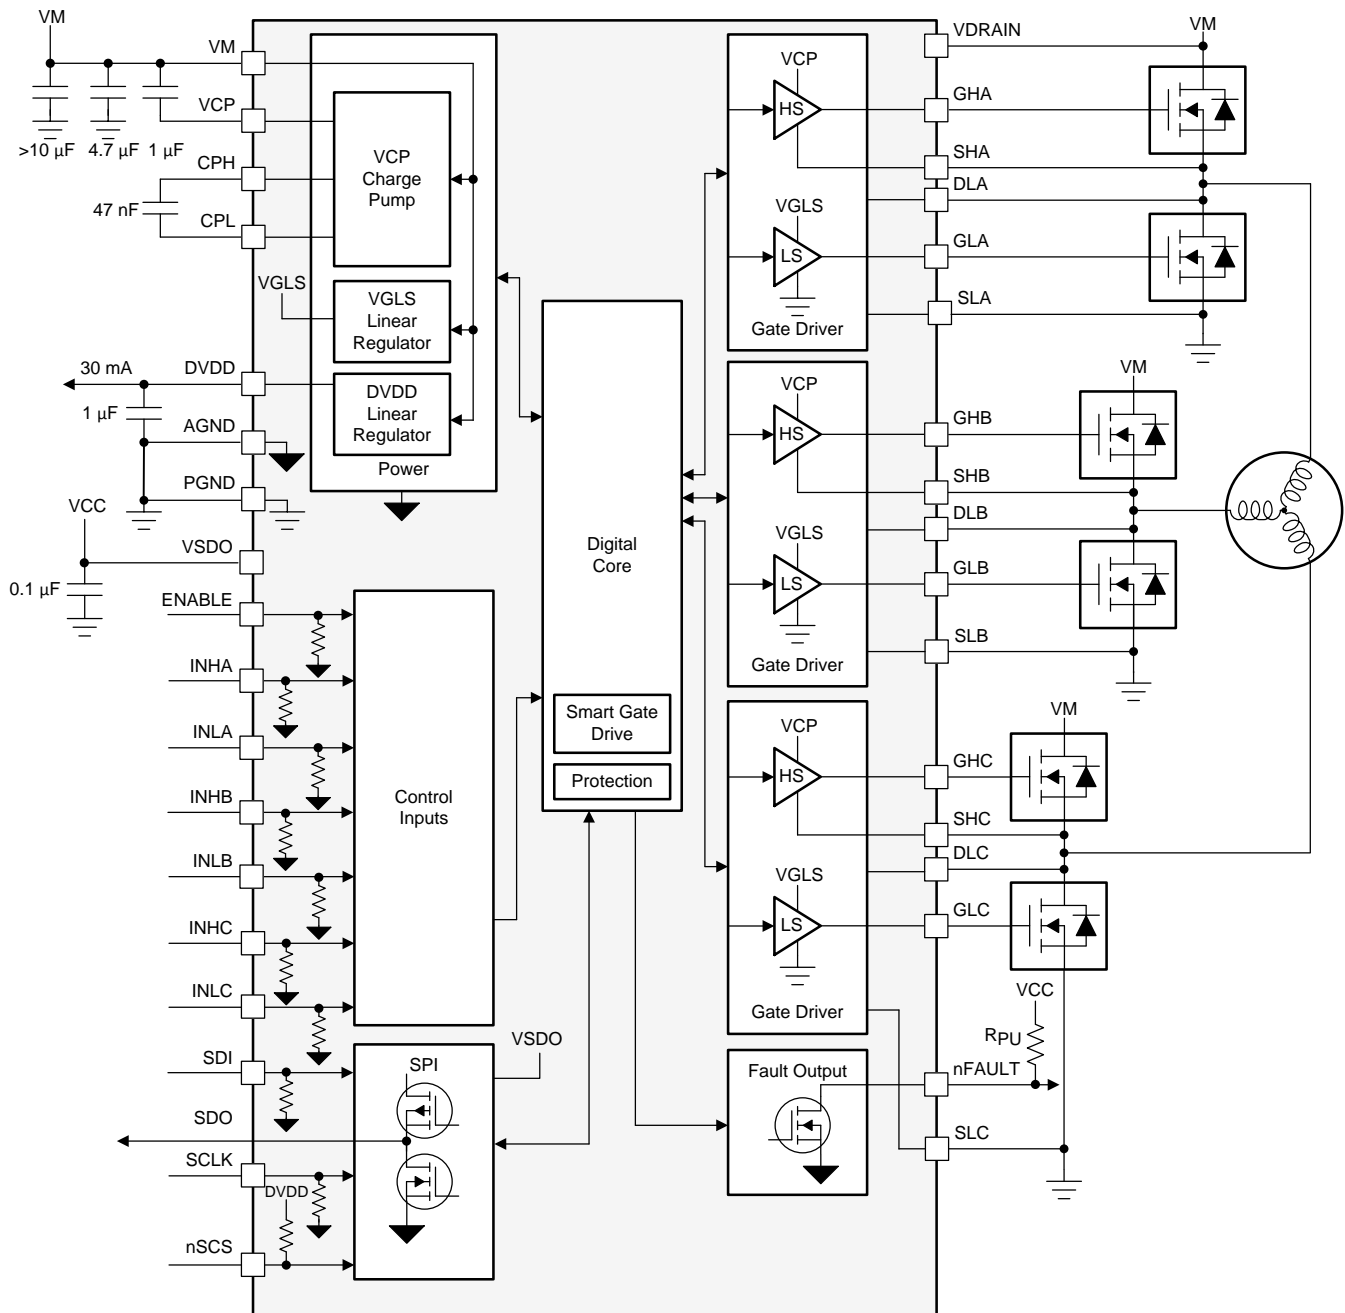 VM
VM
>10 µF
4.7 µF
1 µF
VCP
CPH
47 nF
CPL
VCP
Charge
Pump
VGLS
VGLS
Linear
Regulator
30 mA
DVDD
1 µF
DVDD
Linear
Regulator
AGND
Power
PGND
VCC
VSDO
0.1 µF
ENABLE
INHA
INLA
INHB
INLB
INHC
INLC
Control
Inputs
SDI
SDO
SCLK
DVDD
nSCS
SPI
VSDO
Digital
Core
Smart Gate
Drive
Protection
VCP
HS
VGLS
LS
Gate Driver
VCP
HS
VGLS
LS
Gate Driver
VCP
HS
VGLS
LS
Gate Driver
Fault Output
VDRAIN
VM
GHA
SHA
DLA
GLA
SLA
VM
GHB
SHB
DLB
GLB
SLB
VM
GHC
SHC
DLC
GLC
VCC
RPU
nFAULT
SLC